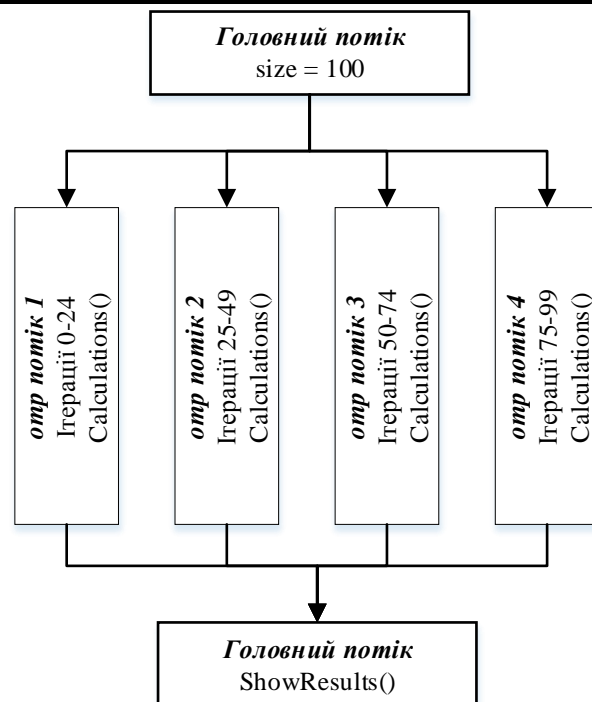 Головний потік
size = 100
omp потік 1
Ітерації 0-24
Calculations()
omp потік 2
Ітерації 25-49
Calculations()
omp потік 3
Ітерації 50-74
Calculations()
omp потік 4
Ітерації 75-99
Calculations()
Головний потік
ShowResults()